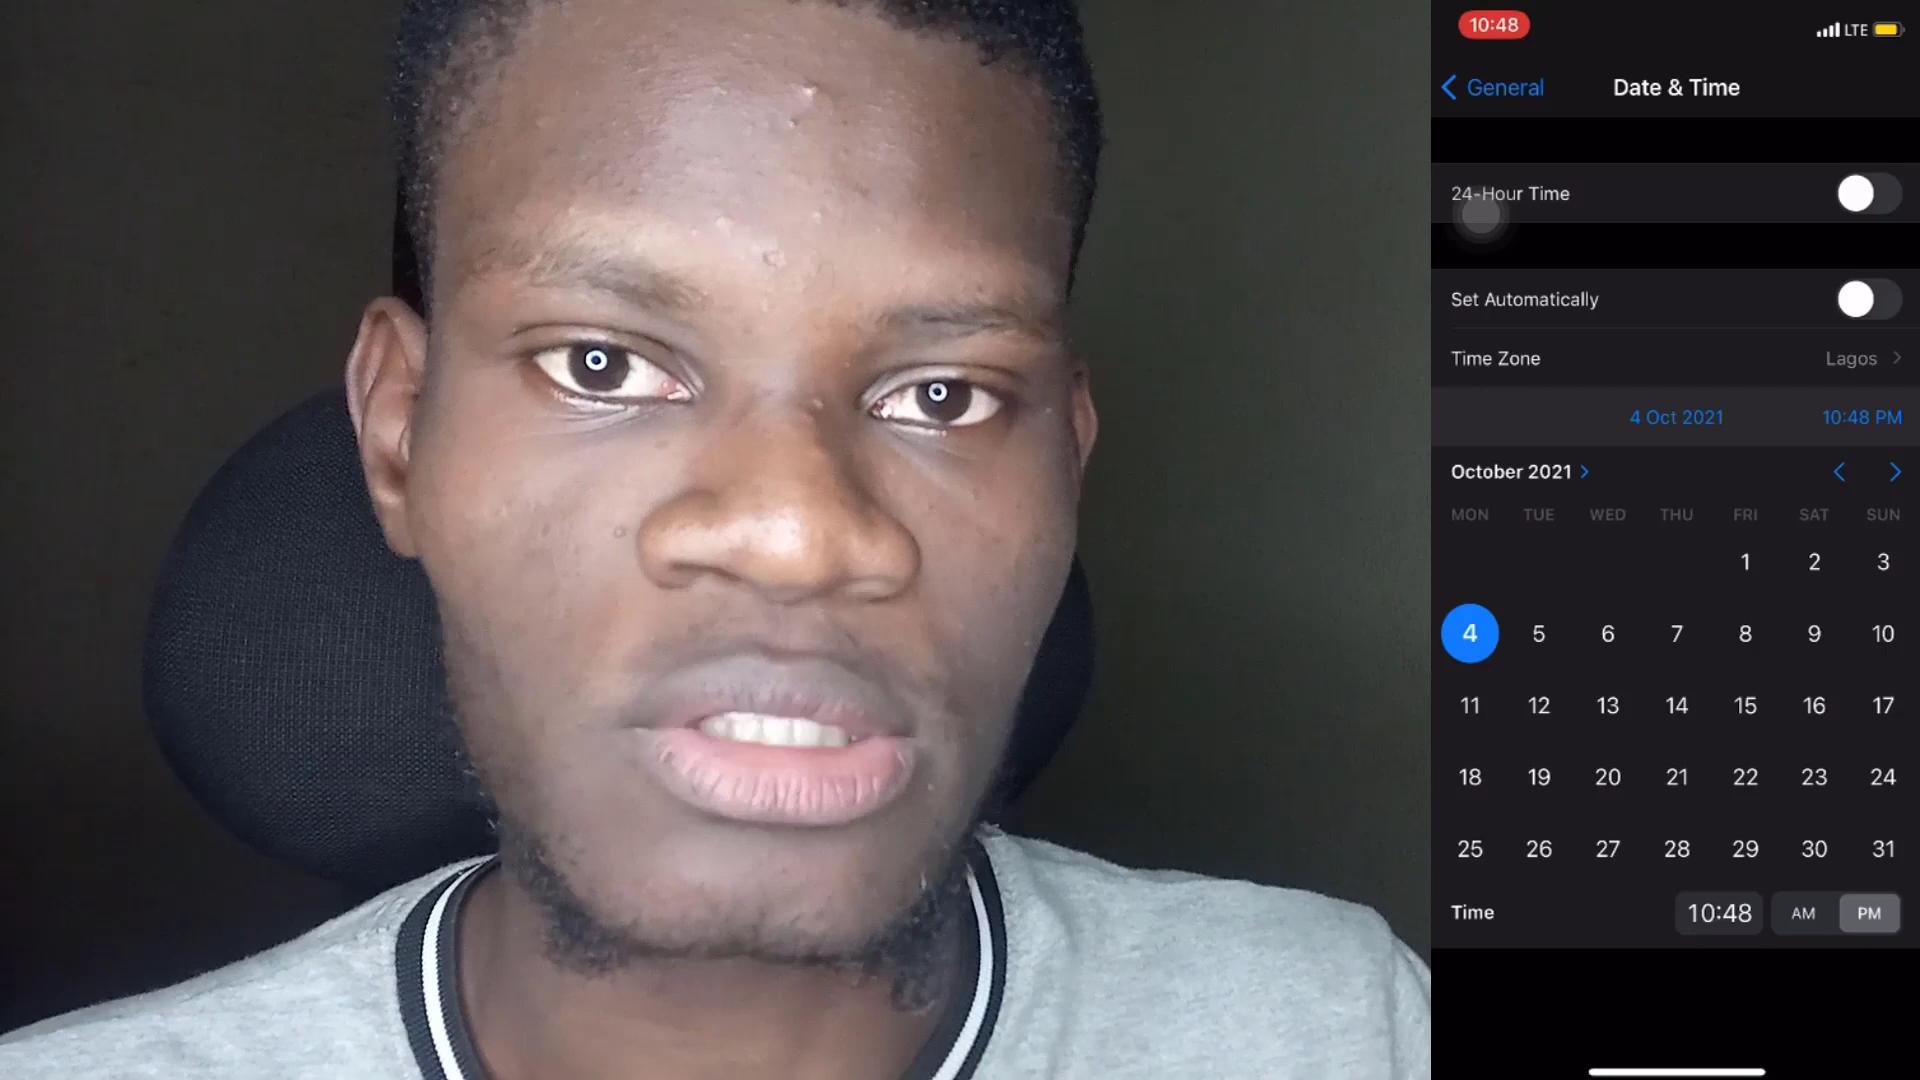 10:48 LTE
General Date & Time
24-Hour Time
Set Automatically
Time Zone Lagos
4 Oct 2021 10:48 PM
October 2021
MON TUE WED THU FRI SAT SUN
1 2 3
4 5 6 7 8 9 10
11 12 13 14 15 16 17
18 19 20 21 22 23 24
25 26 27 28 29 30 31
Time 10:48 AM PM